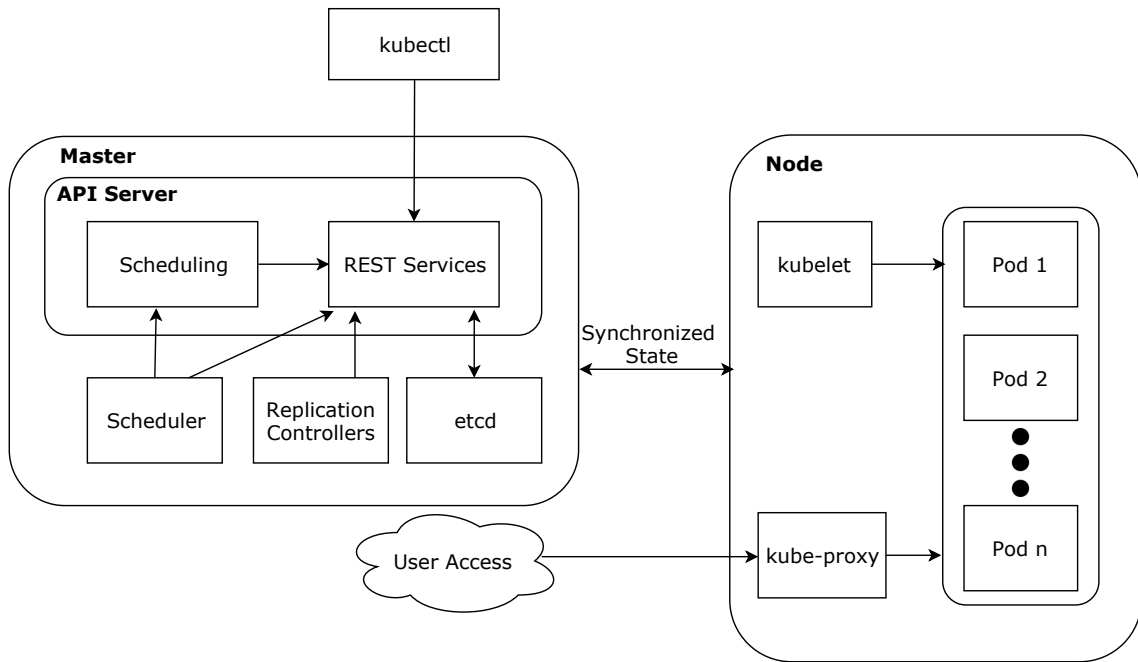 kubectl
Master
API Server
Scheduling
REST Services
Scheduler
Replication
Controllers
etcd
Synchronized
State
User Access
Node
kubelet
Pod 1
Pod 2
kube-proxy
Pod n